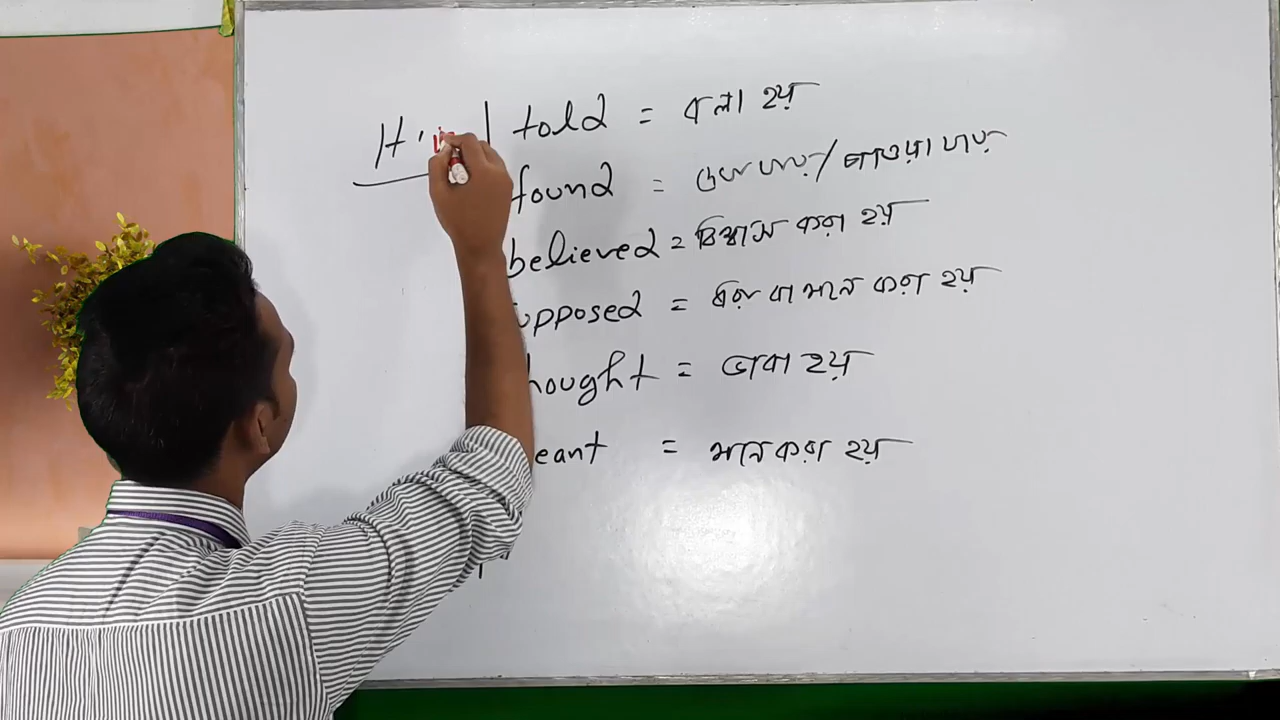 It told = বলা হয়
found = দেখা যায়/পাওয়া যায়
believed = বিশ্বাস করা হয়
upposed = ধরা বা মনে করা হয়
hought = ভাবা হয়
eant = মনে করা হয়